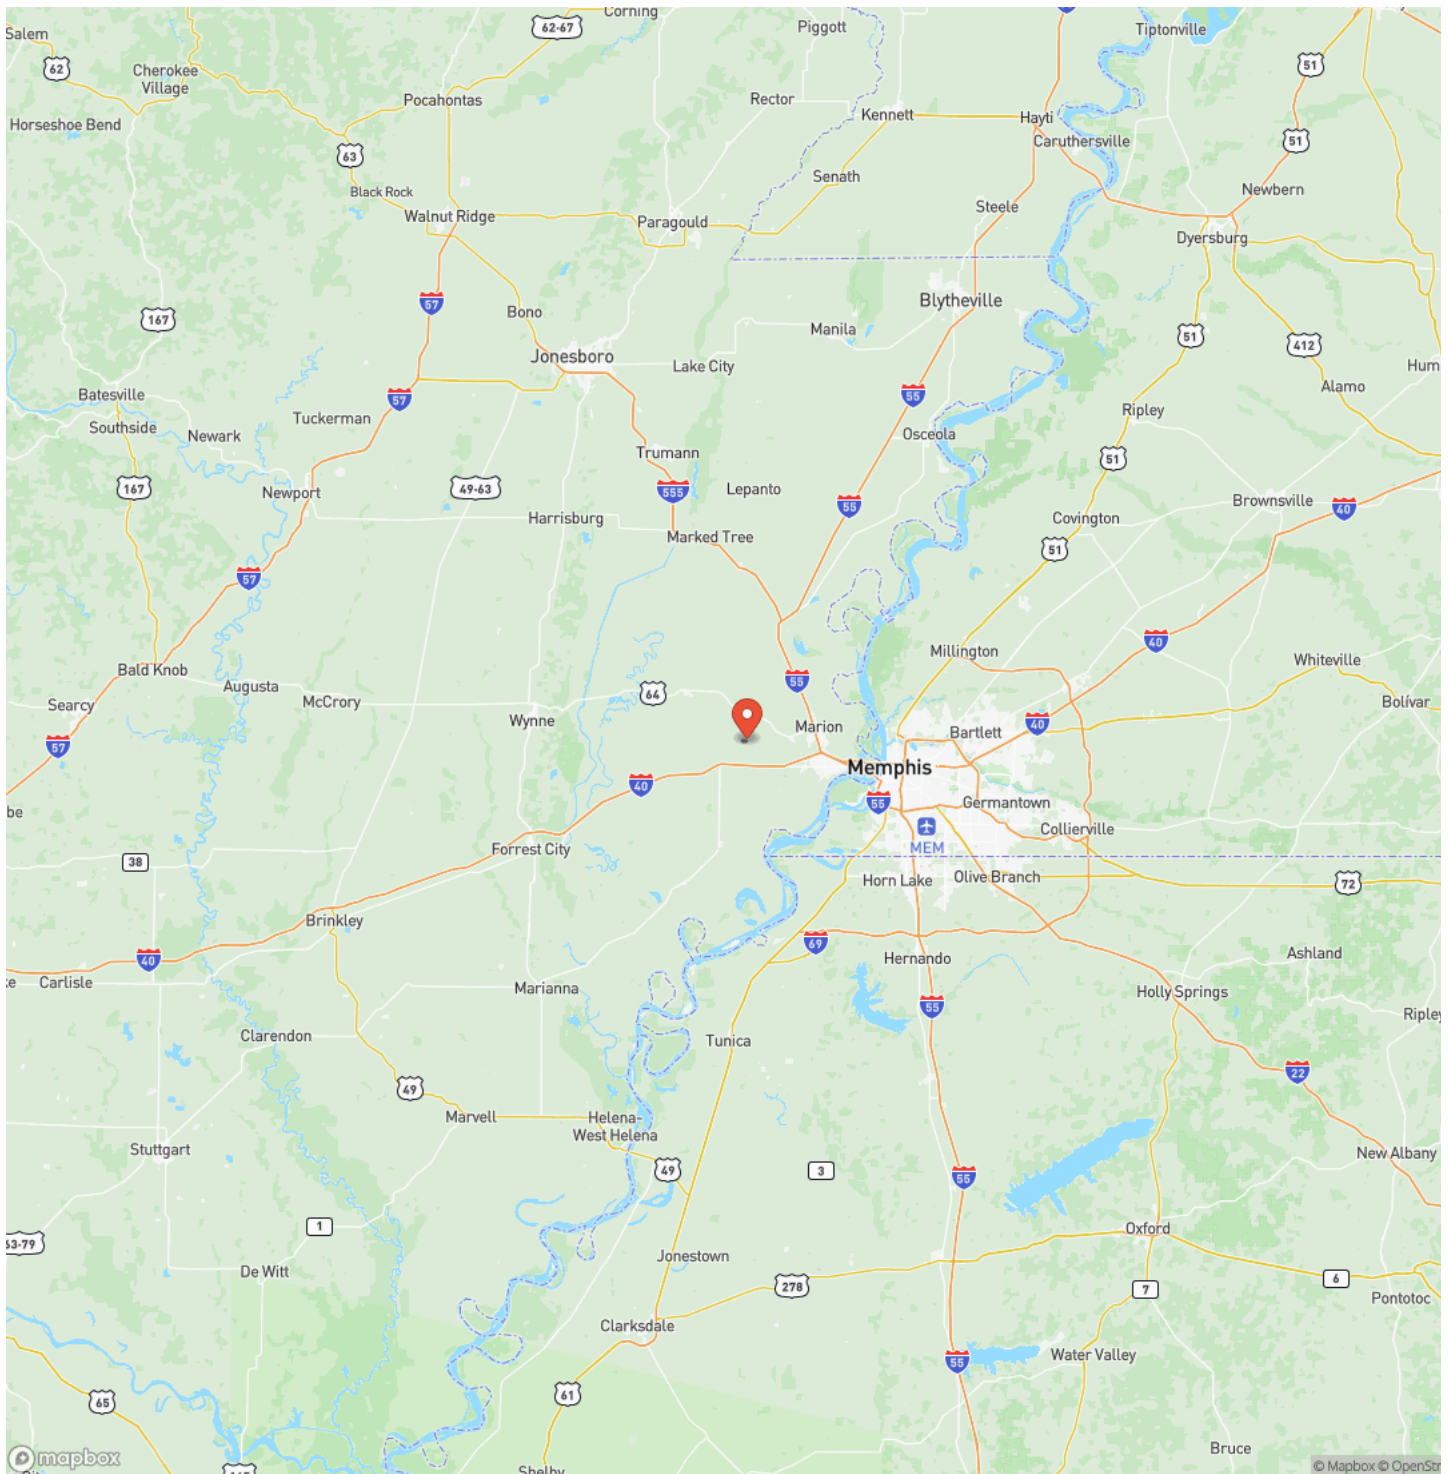 Corning
Piggott
Tiptonville
Salem
62-67
51
62
Cherokee
Village
Pocahontas
Rector
Kennett
Hayti
Horseshoe Bend
Caruthersville
51
63
Senath
Newbern
Black Rock
Steele
Walnut Ridge
Paragould
Dyersburg
57
Blytheville
Bono
167
Manila
51
412
Jonesboro
Lake City
Batesville
57
55
Alamo
Hum
Tuckerman
Ripley
Southside
Newark
Osceola
Trumann
51
167
49-63
555
Lepanto
Newport
55
Brownsville
40
Harrisburg
Covington
Marked Tree
51
57
40
Millington
Bald Knob
Whiteville
Augusta
55
64
McCrory
Bolívar
Searcy
Wynne
Marion
40
Bartlett
57
Memphis
40
55
Germantown
be
Collierville
MEM
Forrest City
38
Horn Lake
Olive Branch
72
Brinkley
69
Ashland
40
Hernando
Carlisle
Marianna
Holly Springs
55
Ripley
Clarendon
Tunica
22
49
Marvell
Helena-
West Helena
Stuttgart
New Albany
49
3
55
1
Oxford
63-79
Jonestown
De Witt
278
6
7
Pontotoc
Clarksdale
Water Valley
55
61
65
Bruce
mapbox
© Mapbox © OpenStr
Shelby